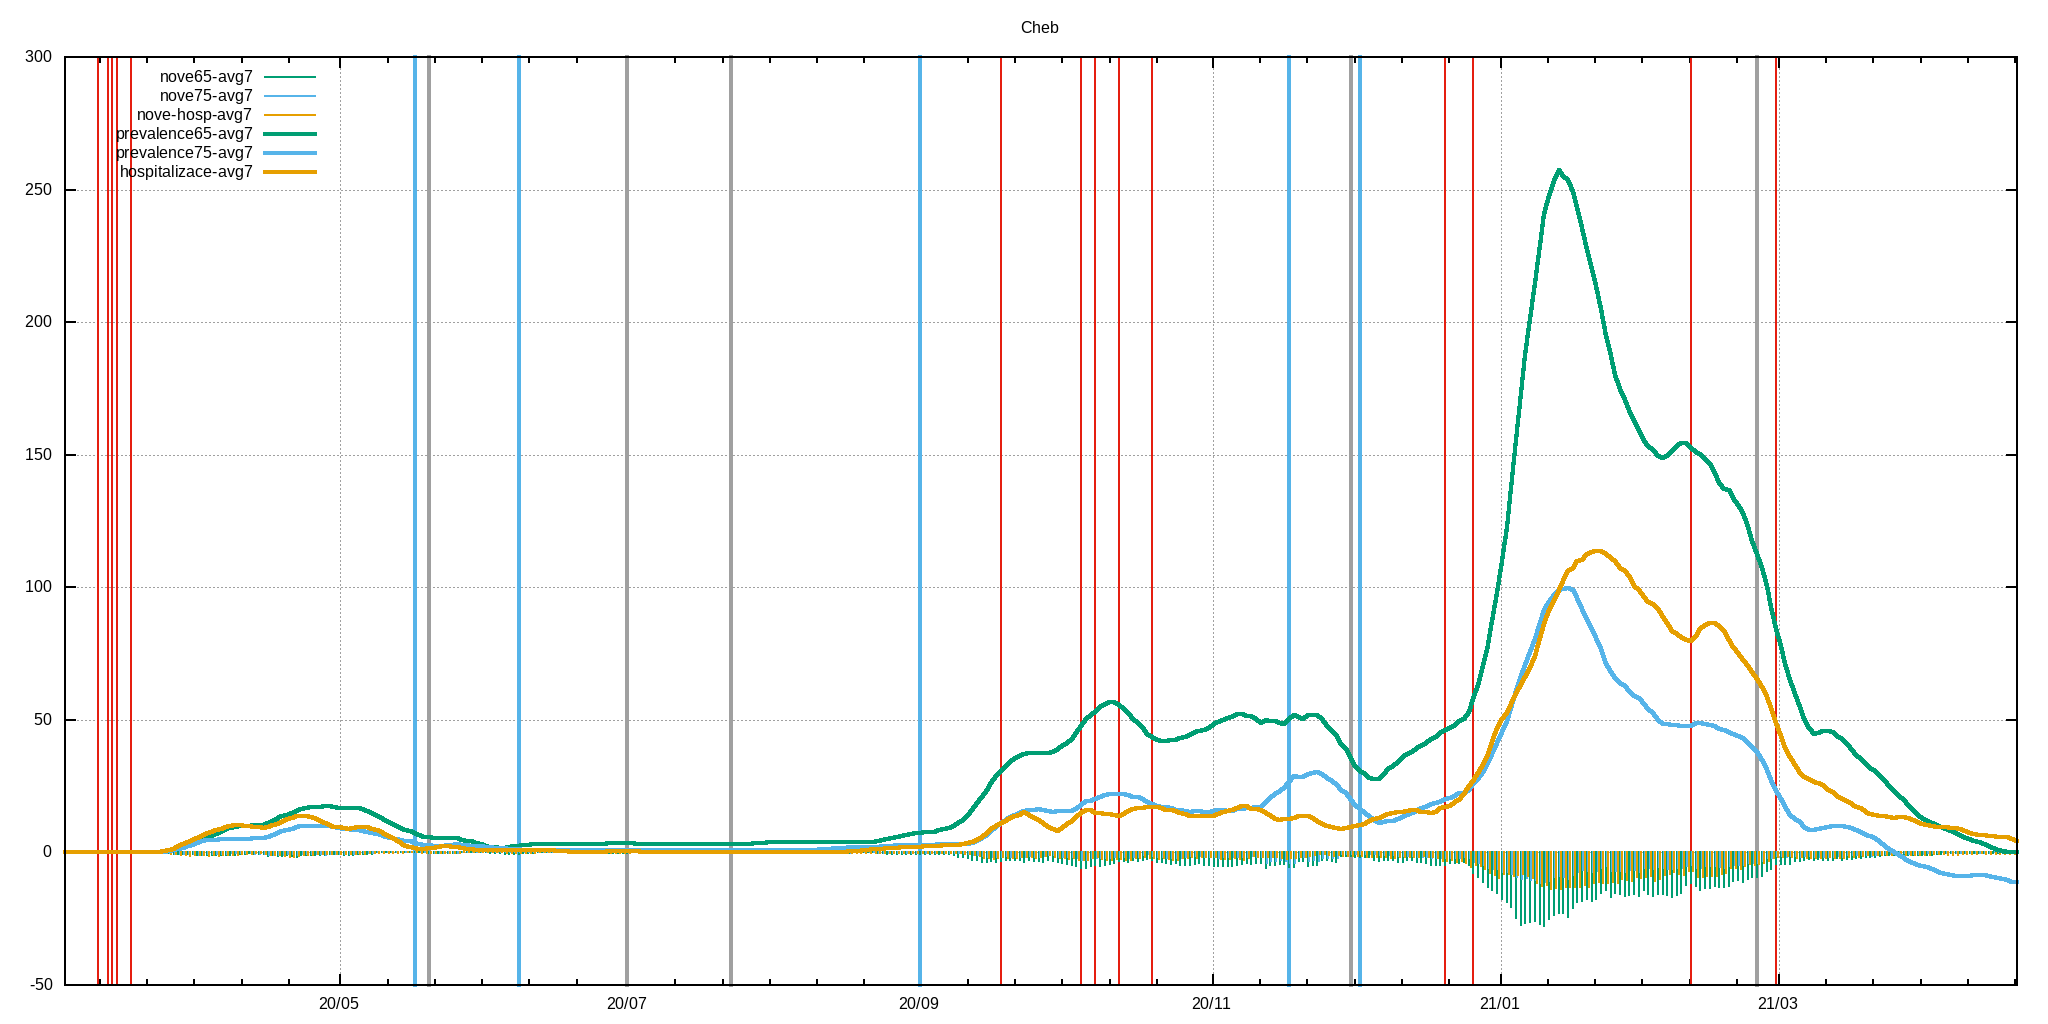 Cheb
300
nove65-avg7
nove75-avg7
nove-hosp-avg7
prevalence65-avg7
prevalence75-avg7
hospitalizace-avg7
250
200
150
100
50
0
-50
20/05 20/07 20/09 20/11 21/01 21/03